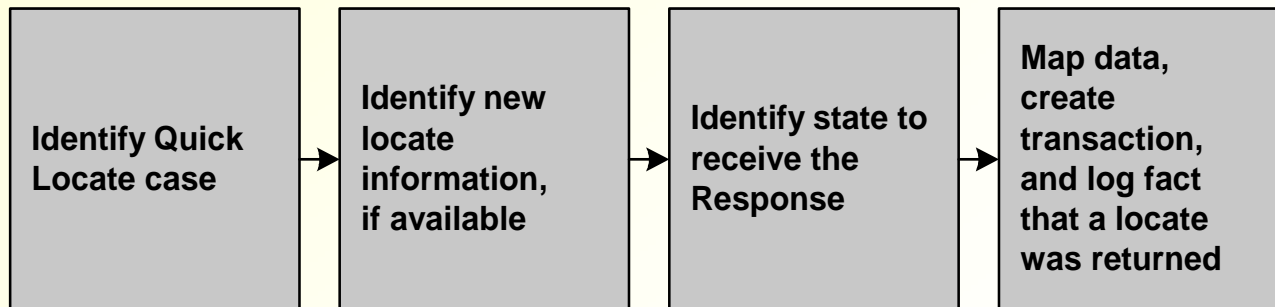 Identify Quick
Locate case
Identify new
locate
information,
if available
Identify state to
receive the
Response
Map data,
create
transaction,
and log fact
that a locate
was returned